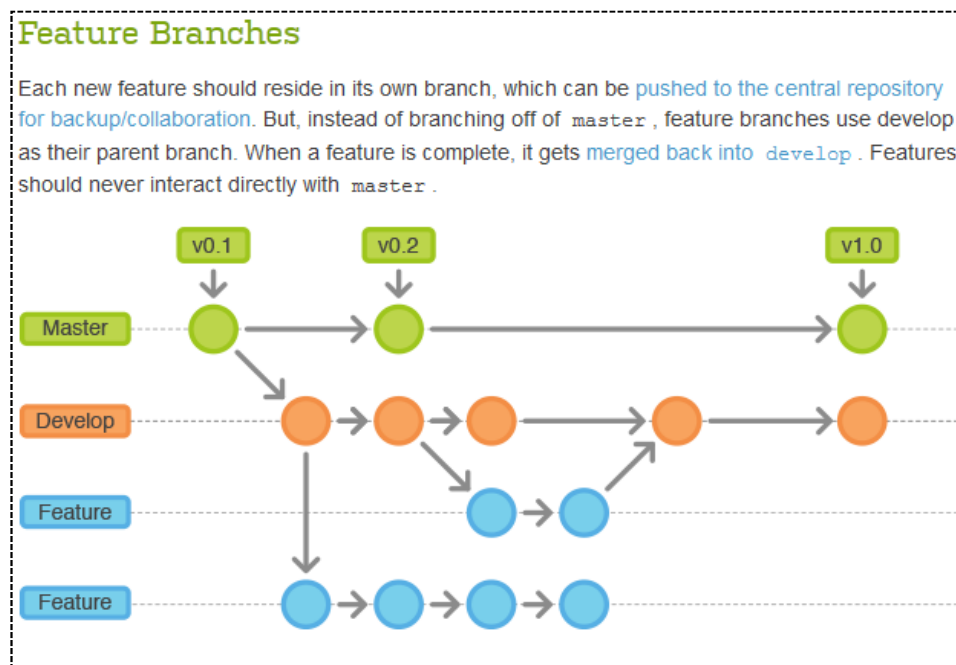 Feature Branches
Each new feature should reside in its own branch, which can be pushed to the central repository
for backup/collaboration. But, instead of branching off of master , feature branches use develop
as their parent branch. When a feature is complete, it gets merged back into develop . Features
should never interact directly with master .
v0.1 v0.2 v1.0
Master
Develop
Feature
Feature